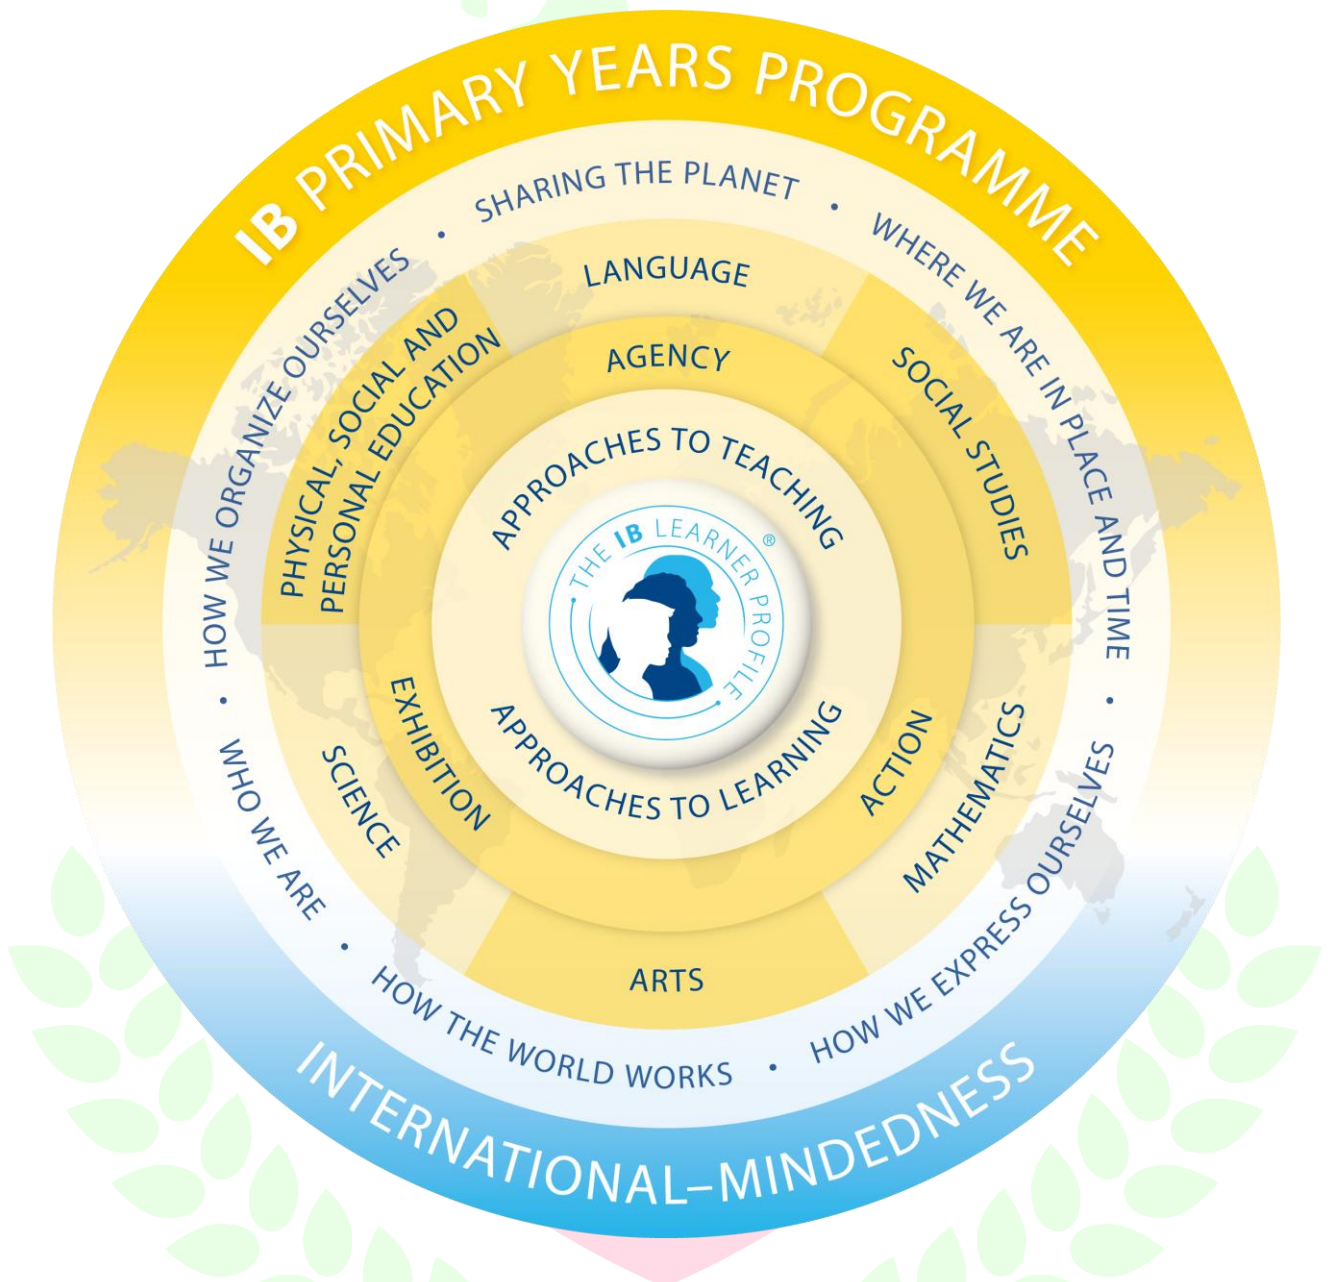 IB PRIMARY YEARS PROGRAMME
SHARING THE PLANET
•
WHERE WE ARE IN PLACE AND TIME
•
HOW WE EXPRESS OURSELVES
•
HOW THE WORLD WORKS
•
WHO WE ARE
•
HOW WE ORGANIZE OURSELVES
•
LANGUAGE
SOCIAL STUDIES
MATHEMATICS
ARTS
SCIENCE
PHYSICAL, SOCIAL AND
PERSONAL EDUCATION
AGENCY
ACTION
EXHIBITION
APPROACHES TO TEACHING
APPROACHES TO LEARNING
THE IB LEARNER PROFILE ®
INTERNATIONAL–MINDEDNESS